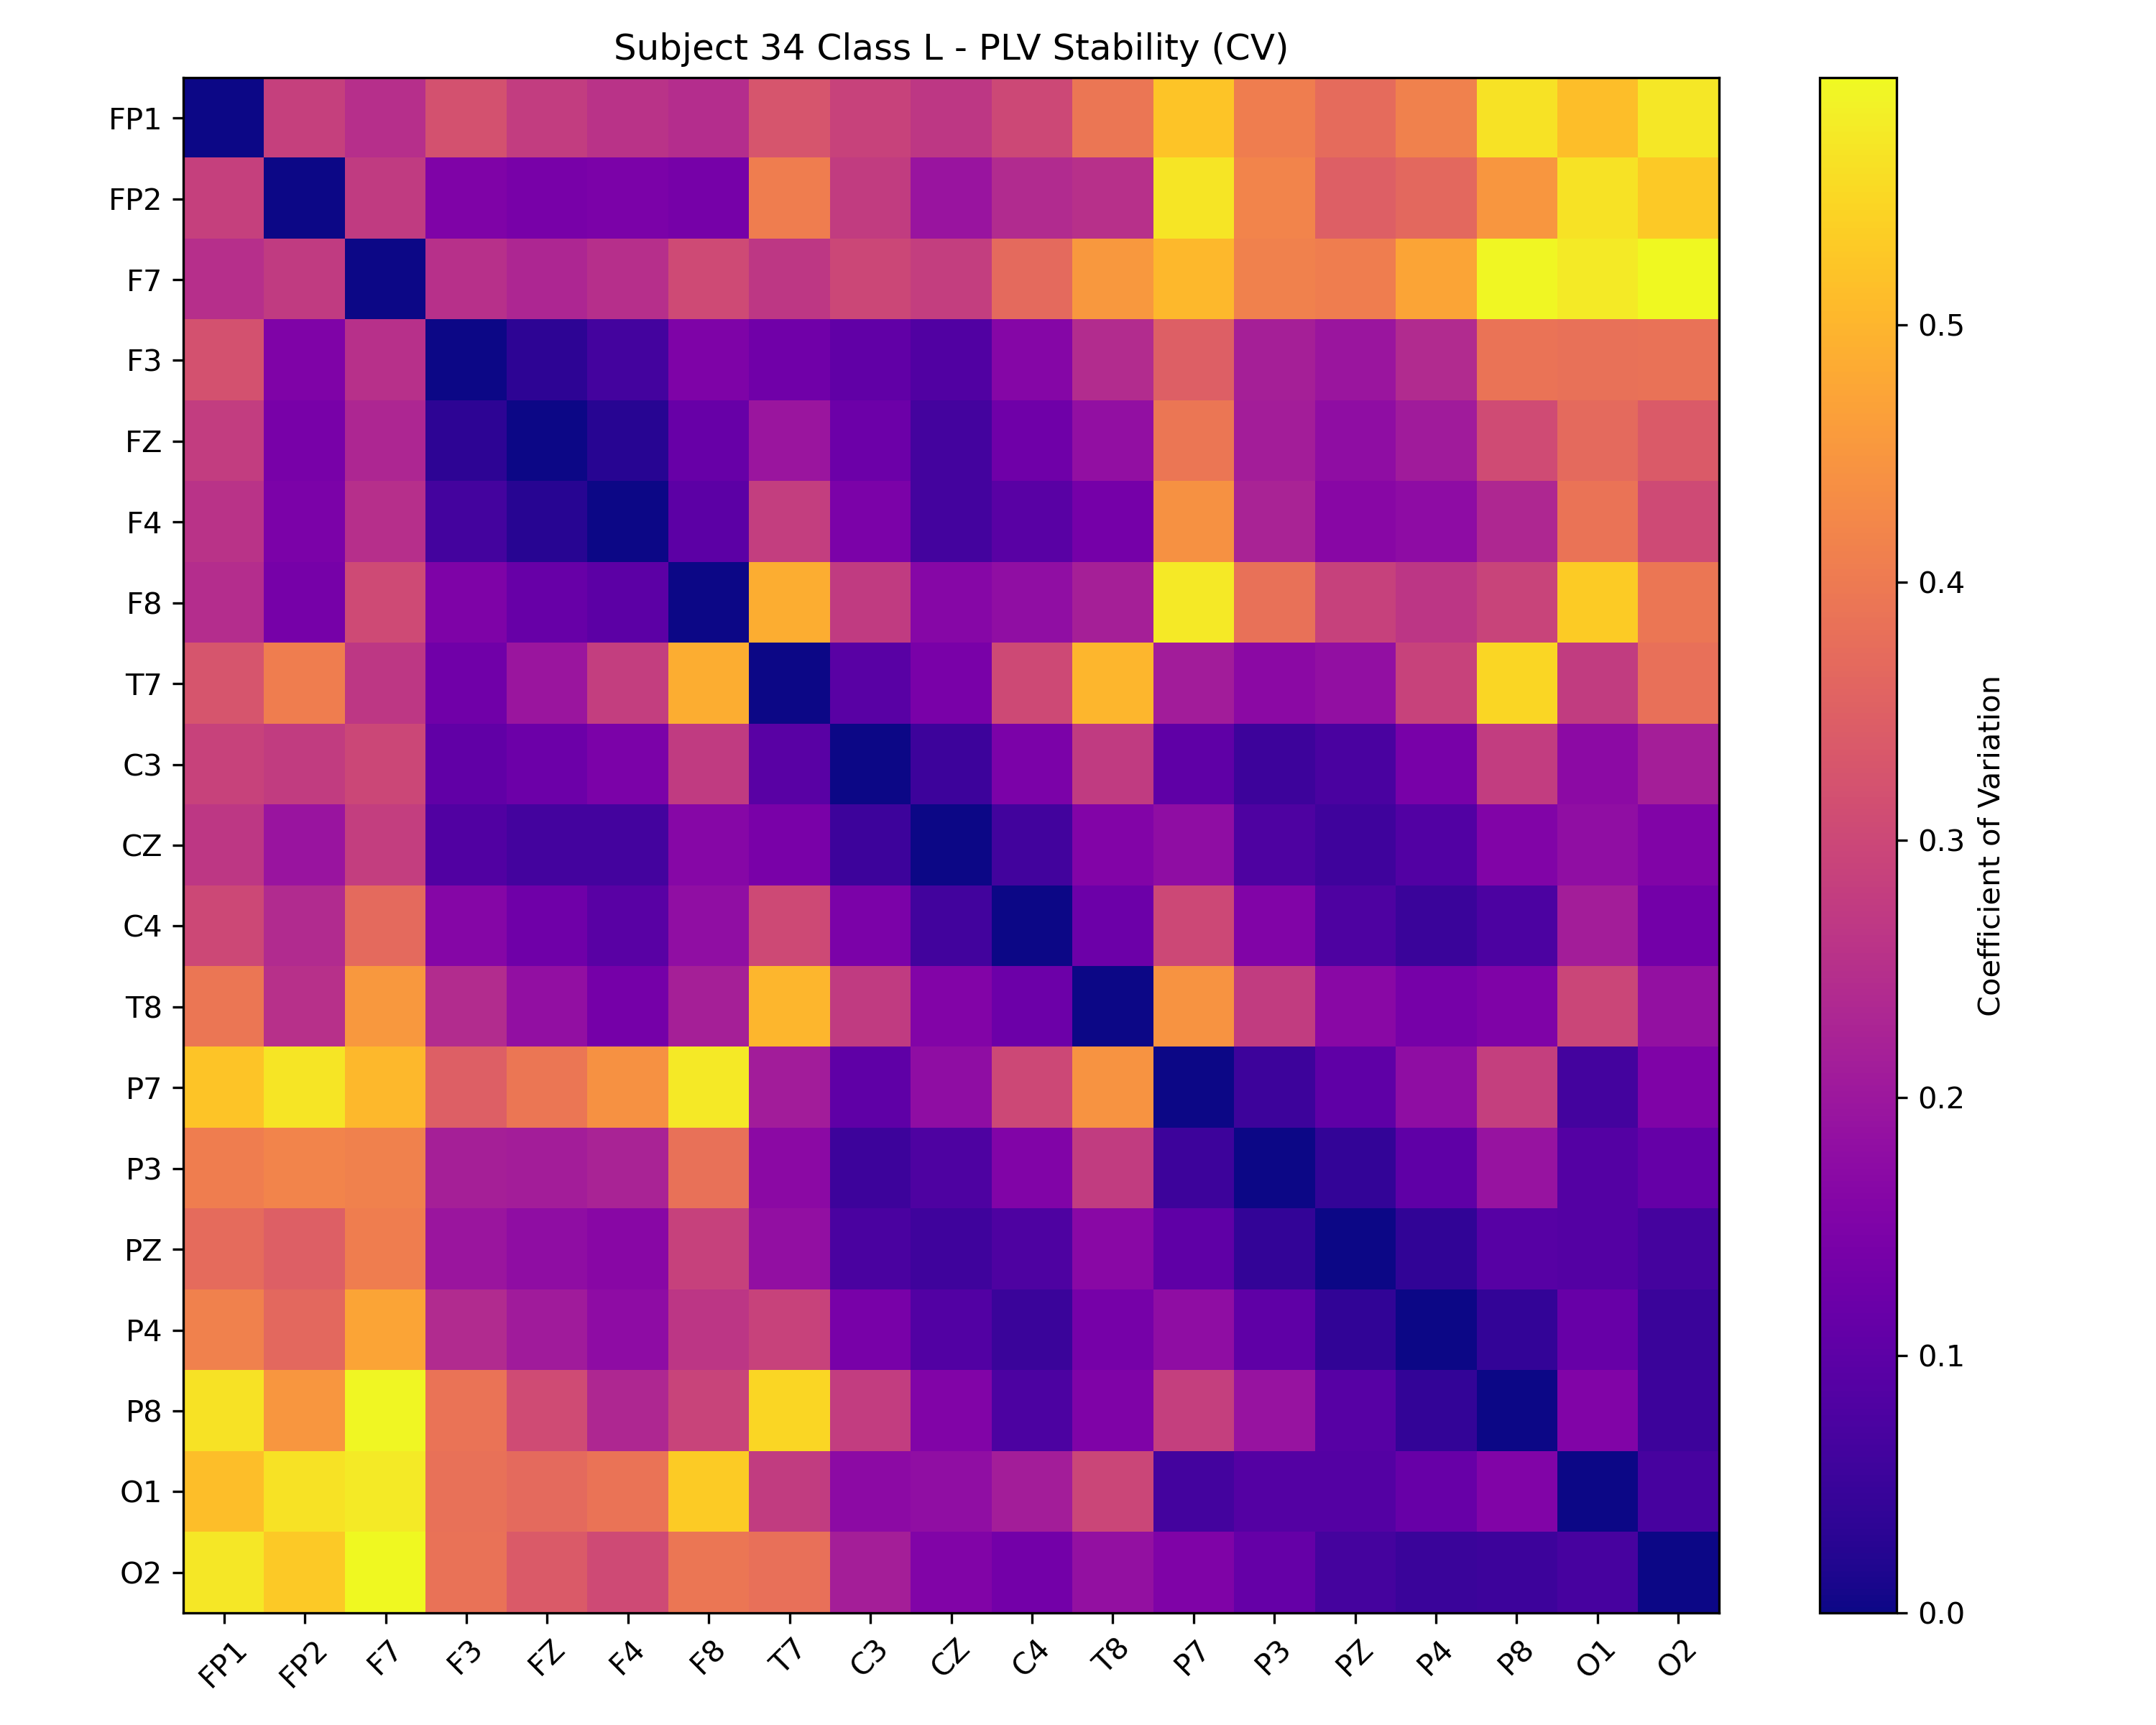 Subject 34 Class L - PLV Stability (CV)
FP1
FP2
F7
F3
FZ
F4
F8
T7
C3
CZ
C4
T8
P7
P3
PZ
P4
P8
O1
O2
FP1 FP2 F7 F3 FZ F4 F8 T7 C3 CZ C4 T8 P7 P3 PZ P4 P8 O1 O2
0.5
0.4
0.3
0.2
0.1
0.0
Coefficient of Variation